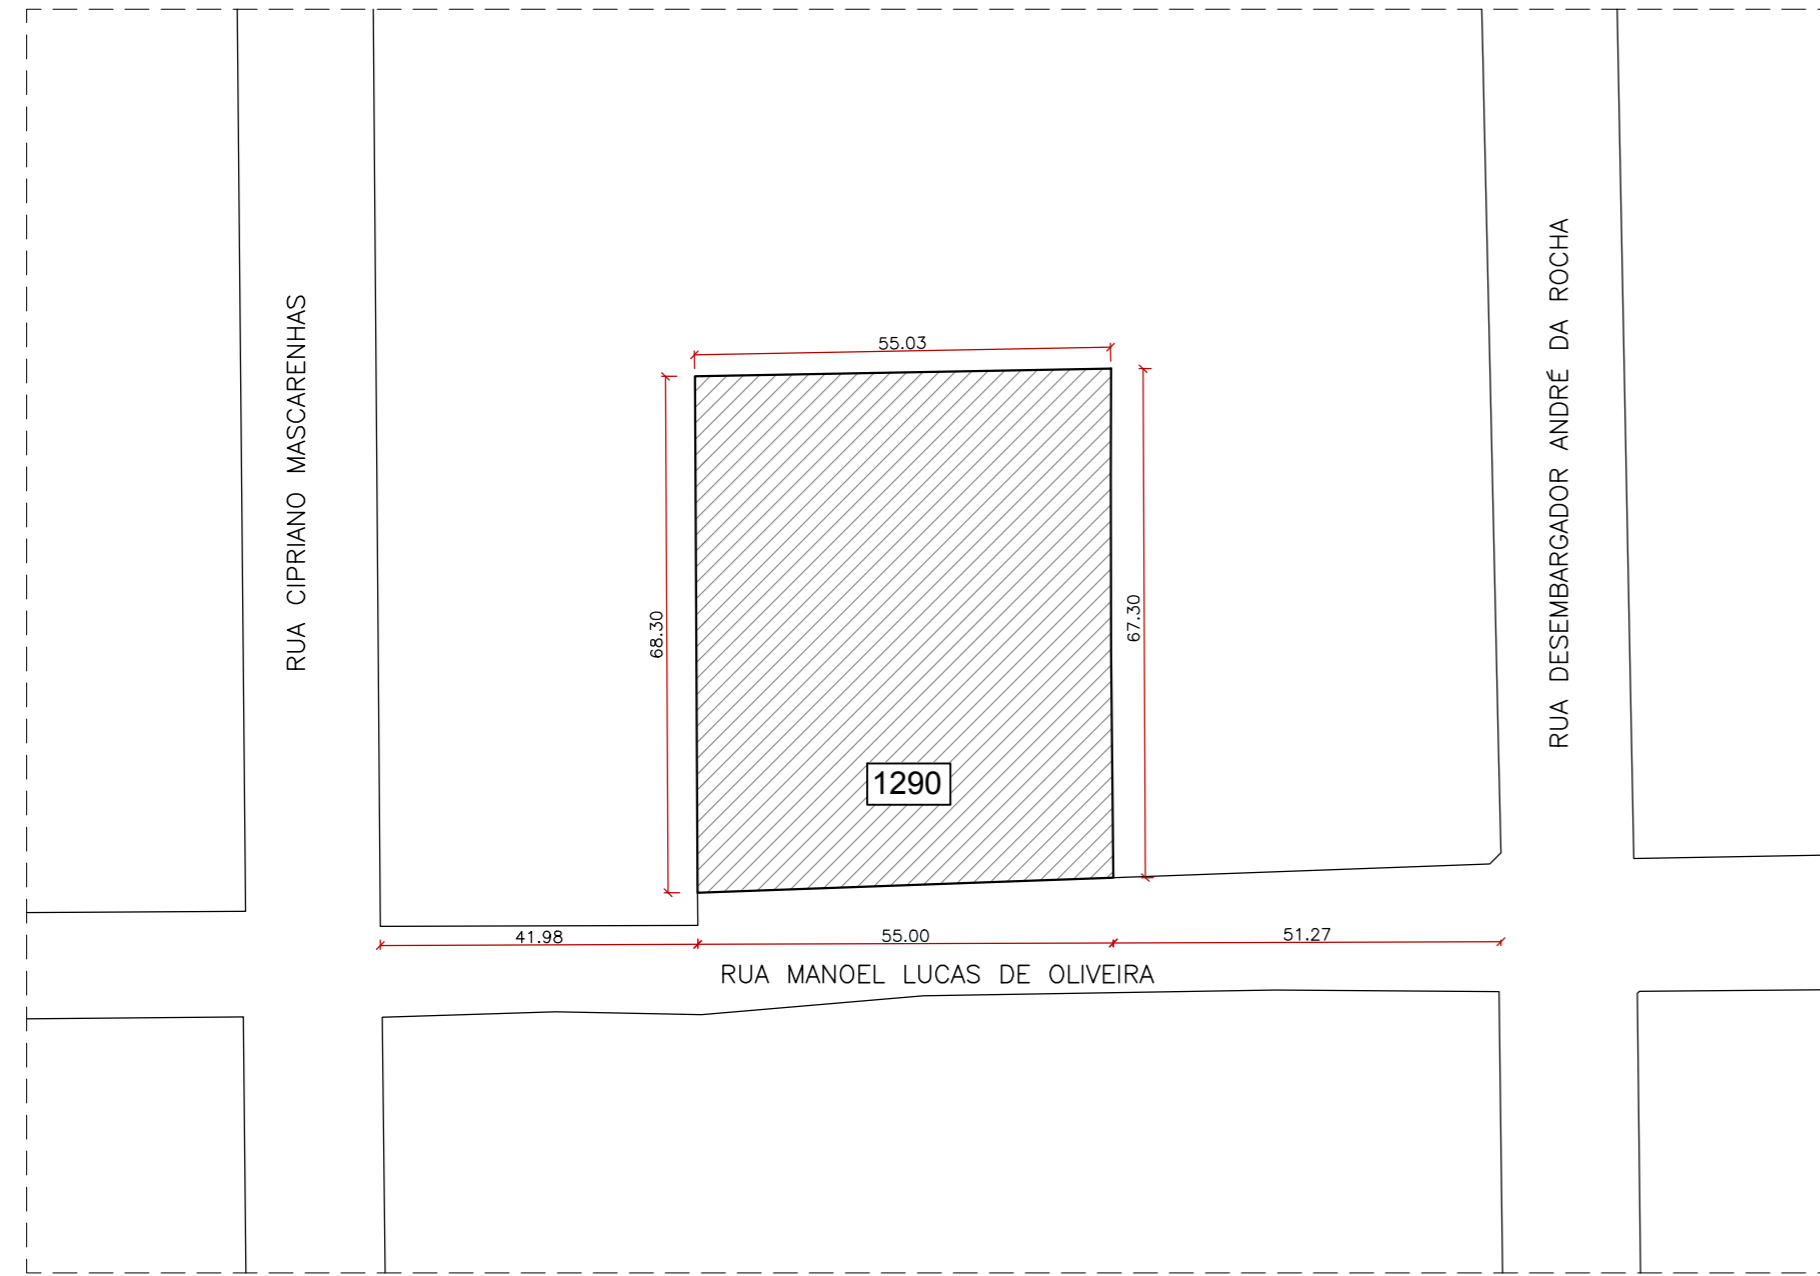 RUA CIPRIANO MASCARENHAS
55.03
68.30
67.30
1290
RUA DESEMBARGADOR ANDRÉ DA ROCHA
41.98
55.00
51.27
RUA MANOEL LUCAS DE OLIVEIRA